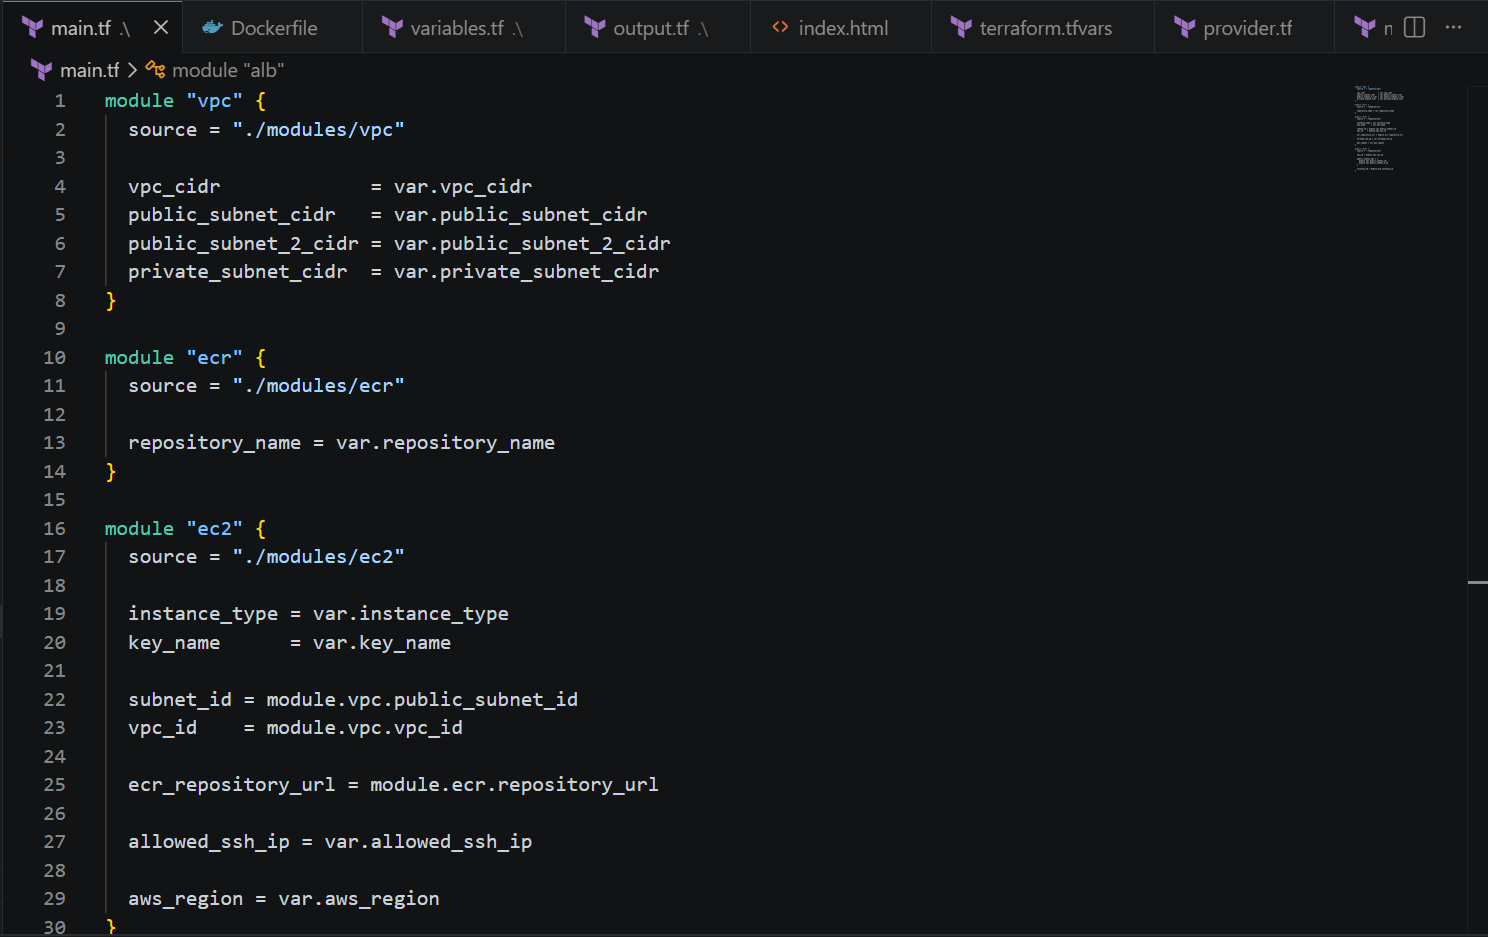 main.tf .\ Dockerfile variables.tf .\ output.tf .\ index.html terraform.tfvars provider.tf
main.tf > module "alb"
1 module "vpc" {
2 source = "./modules/vpc"
3
4 vpc_cidr = var.vpc_cidr
5 public_subnet_cidr = var.public_subnet_cidr
6 public_subnet_2_cidr = var.public_subnet_2_cidr
7 private_subnet_cidr = var.private_subnet_cidr
8 }
9
10 module "ecr" {
11 source = "./modules/ecr"
12
13 repository_name = var.repository_name
14 }
15
16 module "ec2" {
17 source = "./modules/ec2"
18
19 instance_type = var.instance_type
20 key_name = var.key_name
21
22 subnet_id = module.vpc.public_subnet_id
23 vpc_id = module.vpc.vpc_id
24
25 ecr_repository_url = module.ecr.repository_url
26
27 allowed_ssh_ip = var.allowed_ssh_ip
28
29 aws_region = var.aws_region
30 }